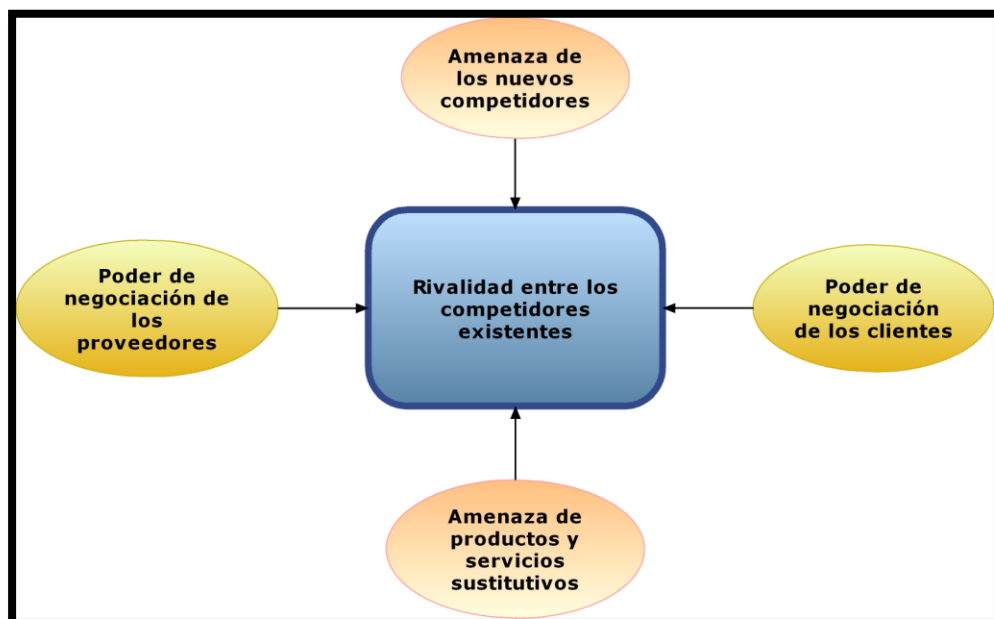 Amenaza de
los nuevos
competidores
Poder de
negociación de
los
proveedores
Rivalidad entre los
competidores
existentes
Poder de
negociación
de los clientes
Amenaza de
productos y
servicios
sustitutivos